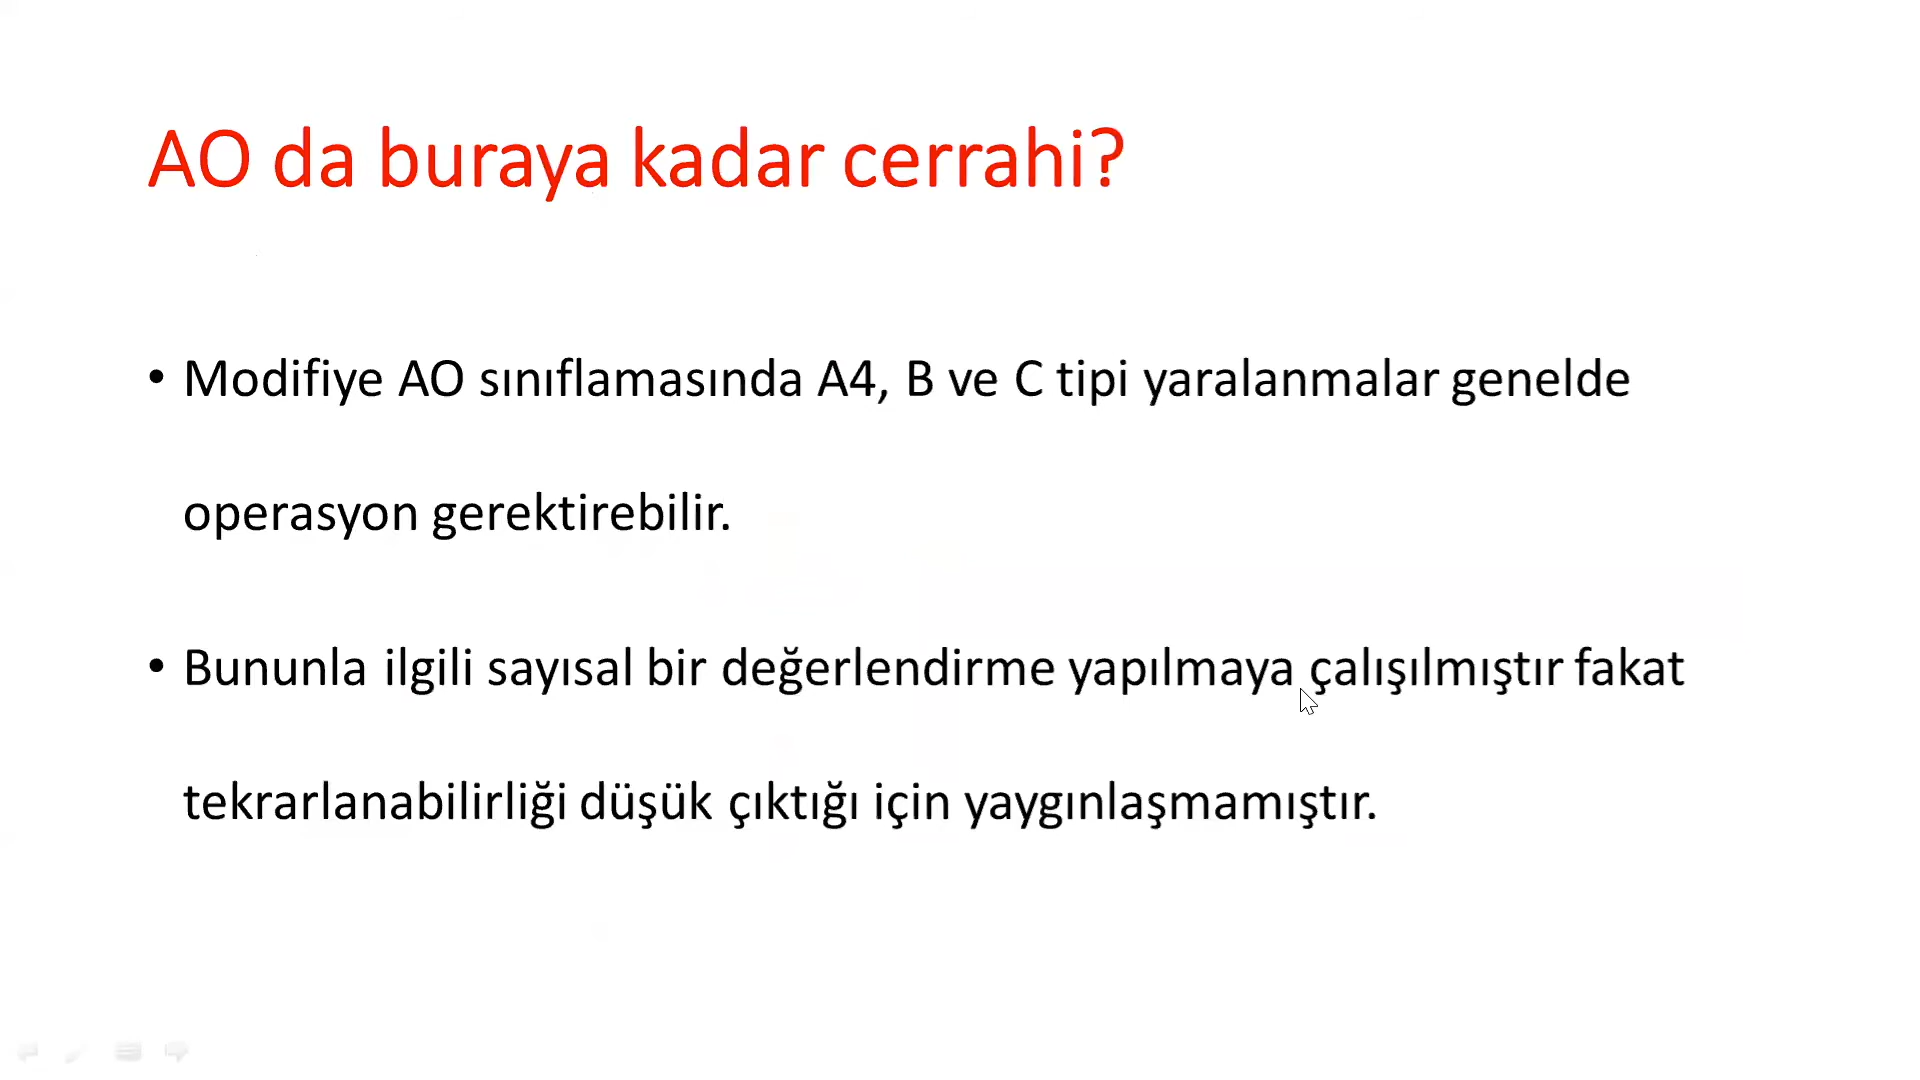 AO da buraya kadar cerrahi?
• Modifiye AO sınıflamasında A4, B ve C tipi yaralanmalar genelde
operasyon gerektirebilir.
• Bununla ilgili sayısal bir değerlendirme yapılmaya çalışılmıştır fakat
tekrarlanabilirliği düşük çıktığı için yaygınlaşmamıştır.